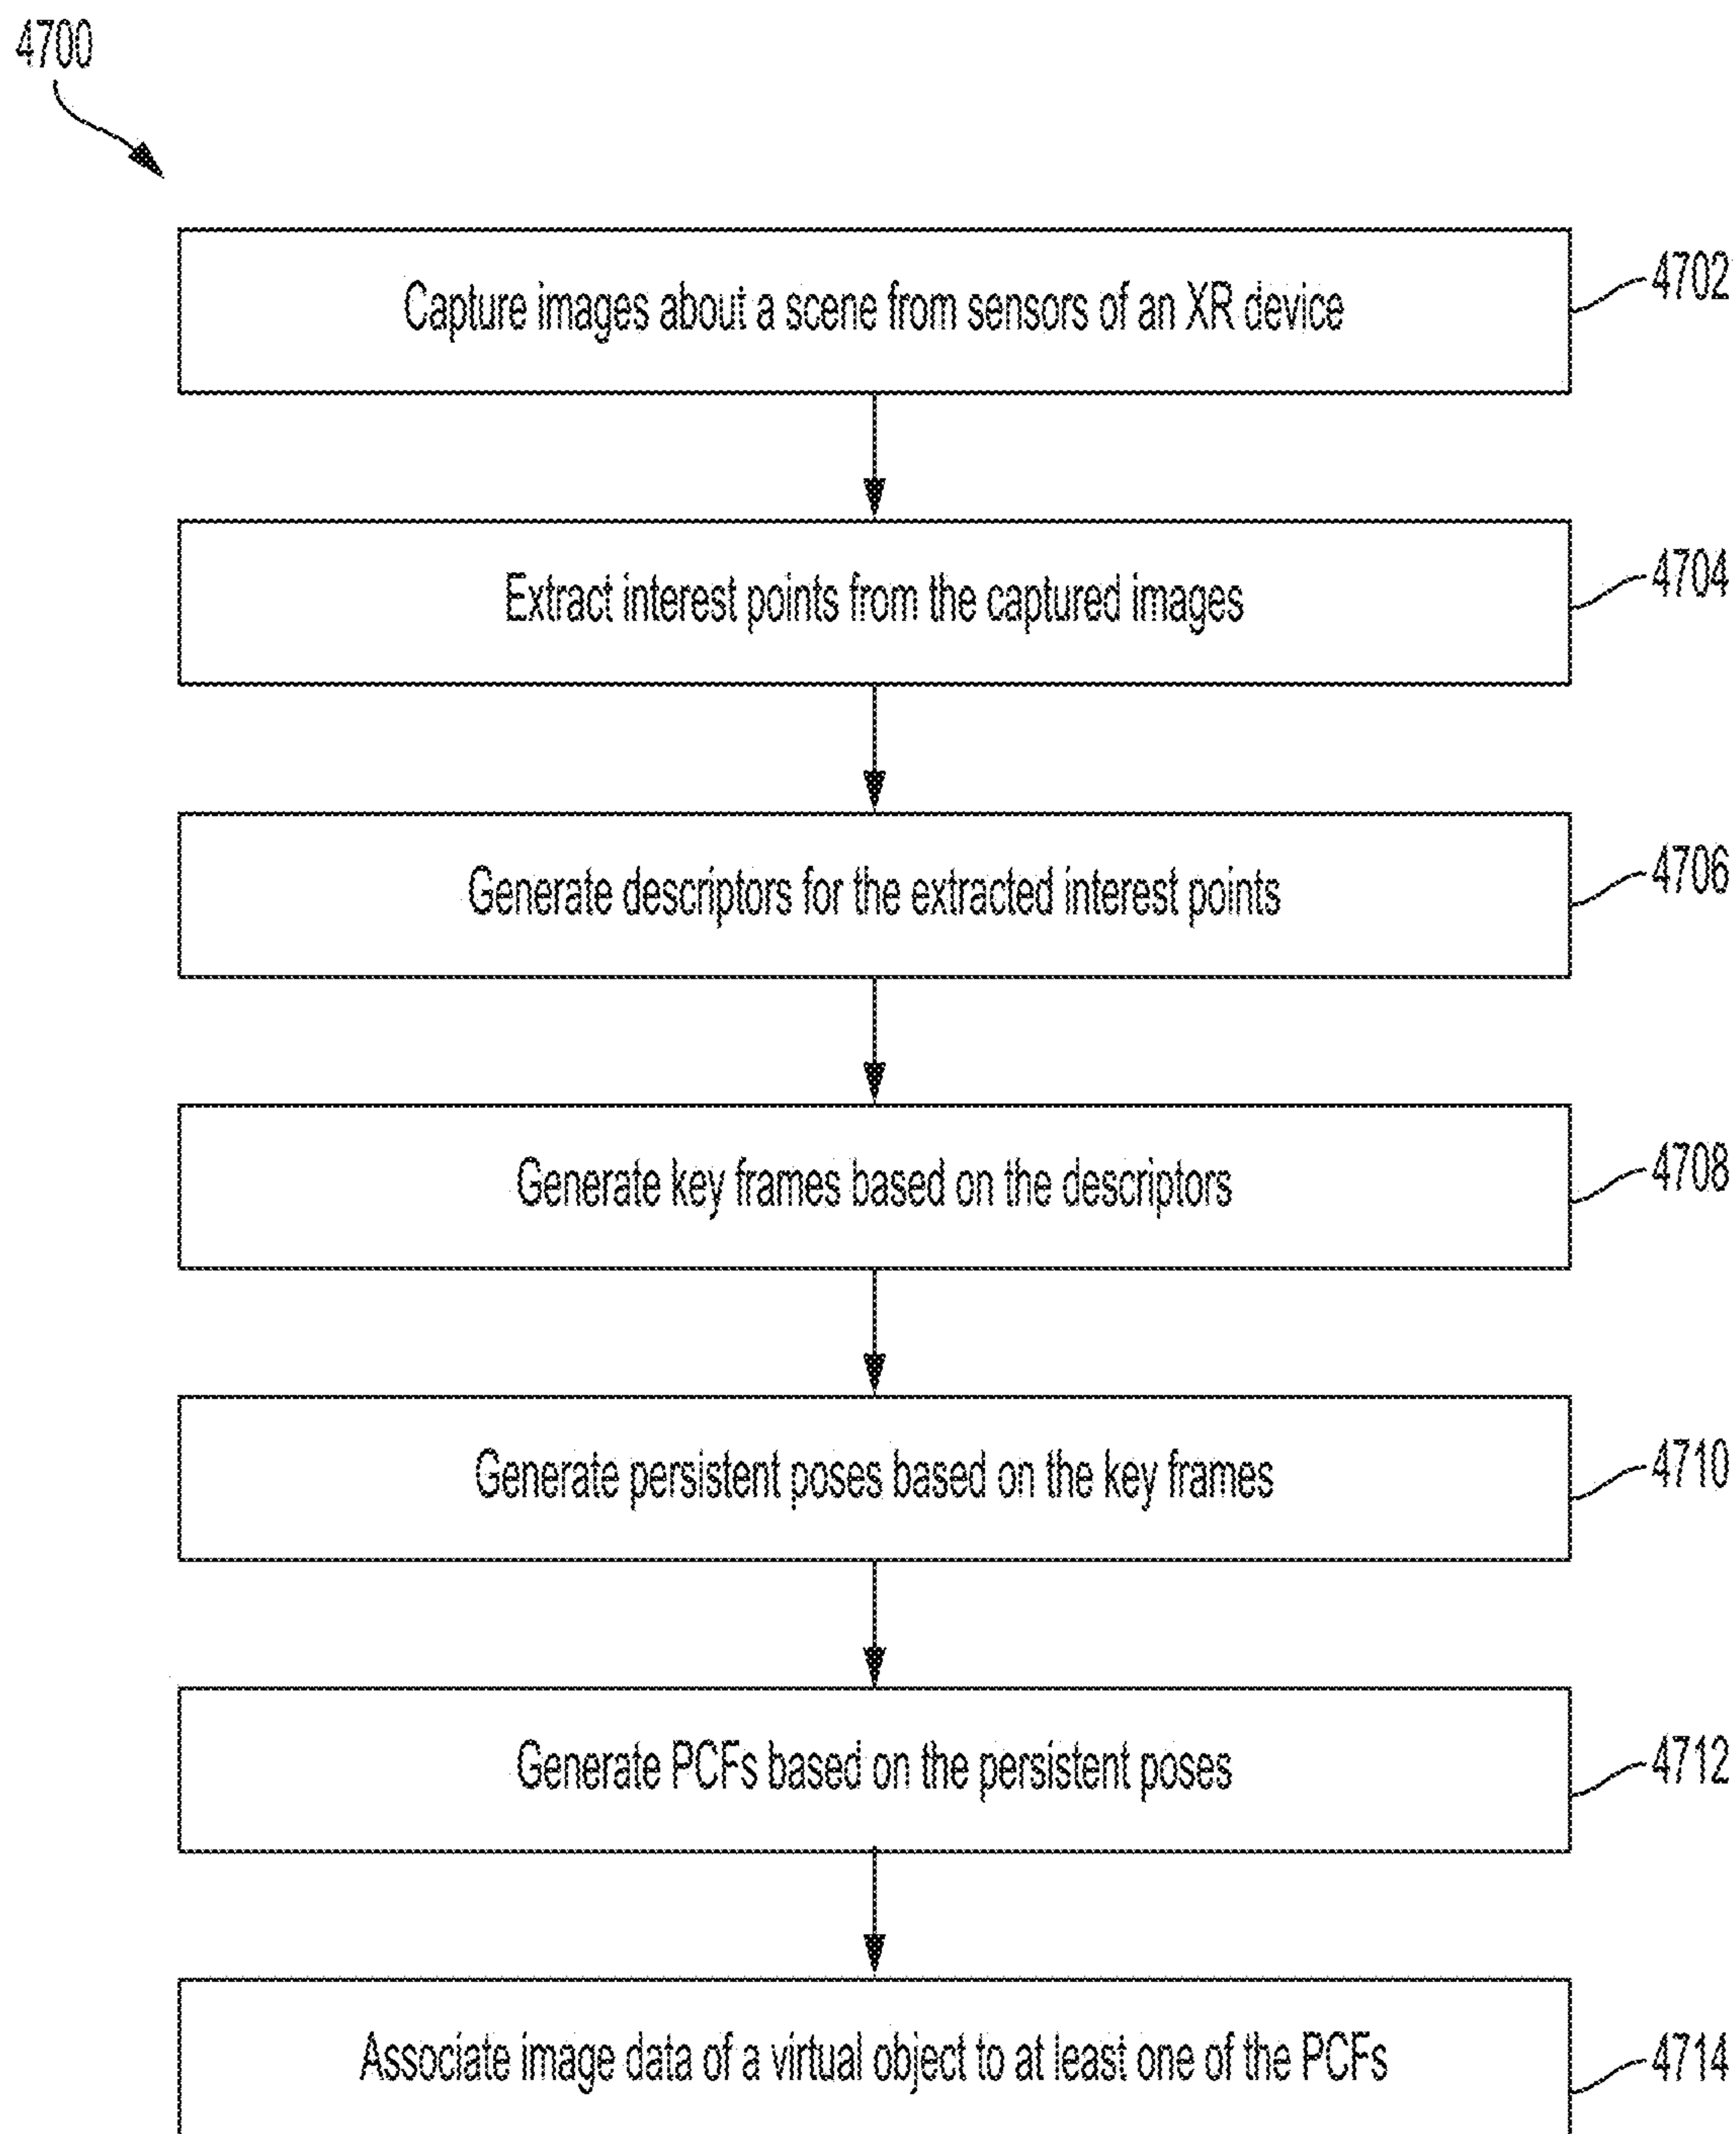 4700
Capture images about a scene from sensors of an XR device
4702
Extract interest points from the captured images
4704
Generate descriptors for the extracted interest points
4706
Generate key frames based on the descriptors
4708
Generate persistent poses based on the key frames
4710
Generate PCFs based on the persistent poses
4712
Associate image data of a virtual object to at least one of the PCFs
4714